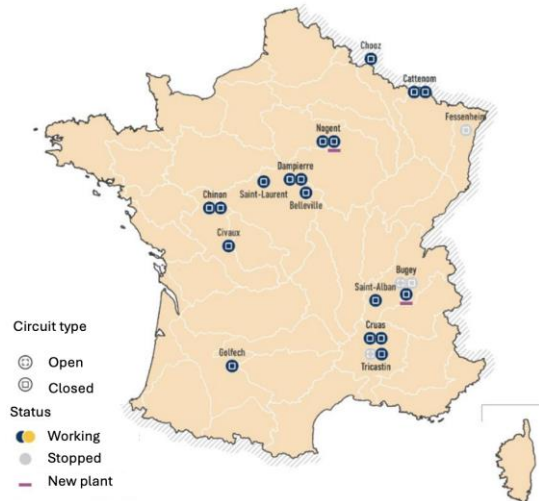 Chooz
Cattenom
Fessenheim
Nogent
Dampierre
Saint-Laurent
Belleville
Chinon
Civaux
Bugey
Saint-Alban
Cruas
Tricastin
Golfech
Circuit type
Open
Closed
Status
Working
Stopped
New plant